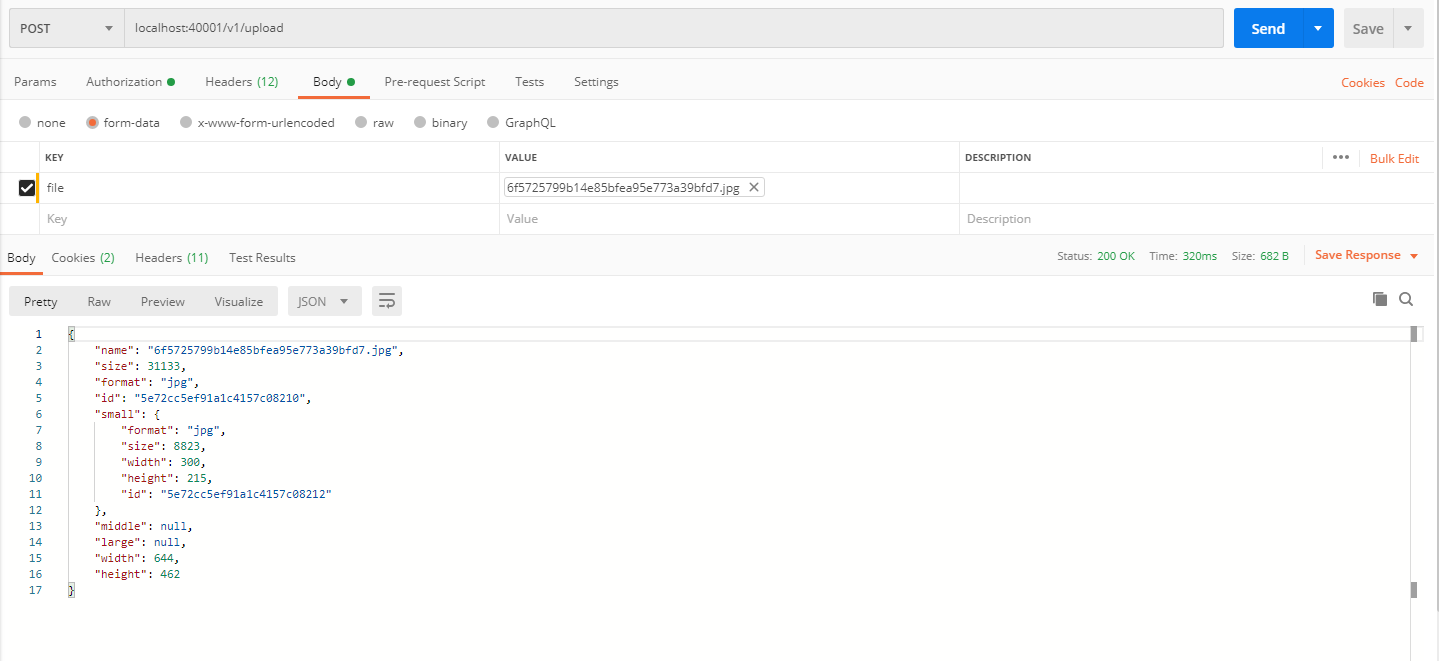 POST localhost:40001/v1/upload Send Save
Params Authorization Headers (12) Body Pre-request Script Tests Settings Cookies Code
none form-data x-www-form-urlencoded raw binary GraphQL
KEY VALUE DESCRIPTION ••• Bulk Edit
file 6f5725799b14e85bfea95e773a39bfd7.jpg
Key Value Description
Body Cookies (2) Headers (11) Test Results Status: 200 OK Time: 320ms Size: 682 B Save Response
Pretty Raw Preview Visualize JSON
1 {
2 "name": "6f5725799b14e85bfea95e773a39bfd7.jpg",
3 "size": 31133,
4 "format": "jpg",
5 "id": "5e72cc5ef91a1c4157c08210",
6 "small": {
7 "format": "jpg",
8 "size": 8823,
9 "width": 300,
10 "height": 215,
11 "id": "5e72cc5ef91a1c4157c08212"
12 },
13 "middle": null,
14 "large": null,
15 "width": 644,
16 "height": 462
17 }